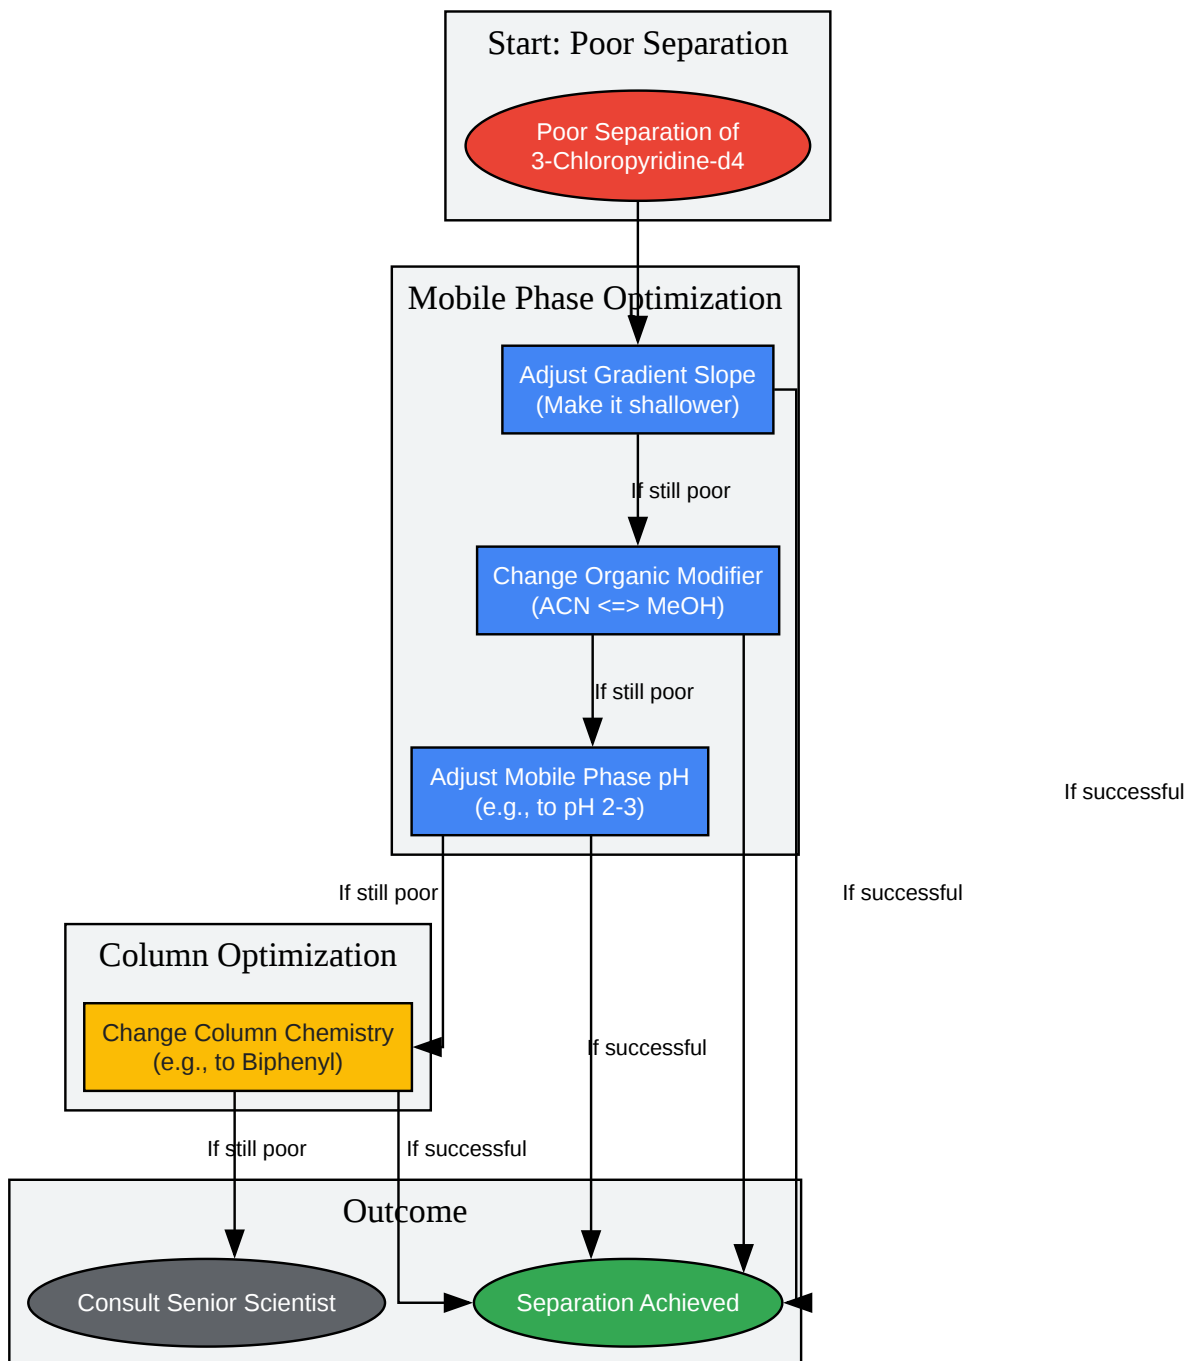 Start: Poor Separation
Poor Separation of
3-Chloropyridine-d4
Mobile Phase Optimization
Adjust Gradient Slope
(Make it shallower)
If still poor
Change Organic Modifier
(ACN <=> MeOH)
If still poor
Adjust Mobile Phase pH
(e.g., to pH 2-3)
If successful
If still poor
If successful
Column Optimization
Change Column Chemistry
(e.g., to Biphenyl)
If successful
If still poor
If successful
Outcome
Consult Senior Scientist
Separation Achieved